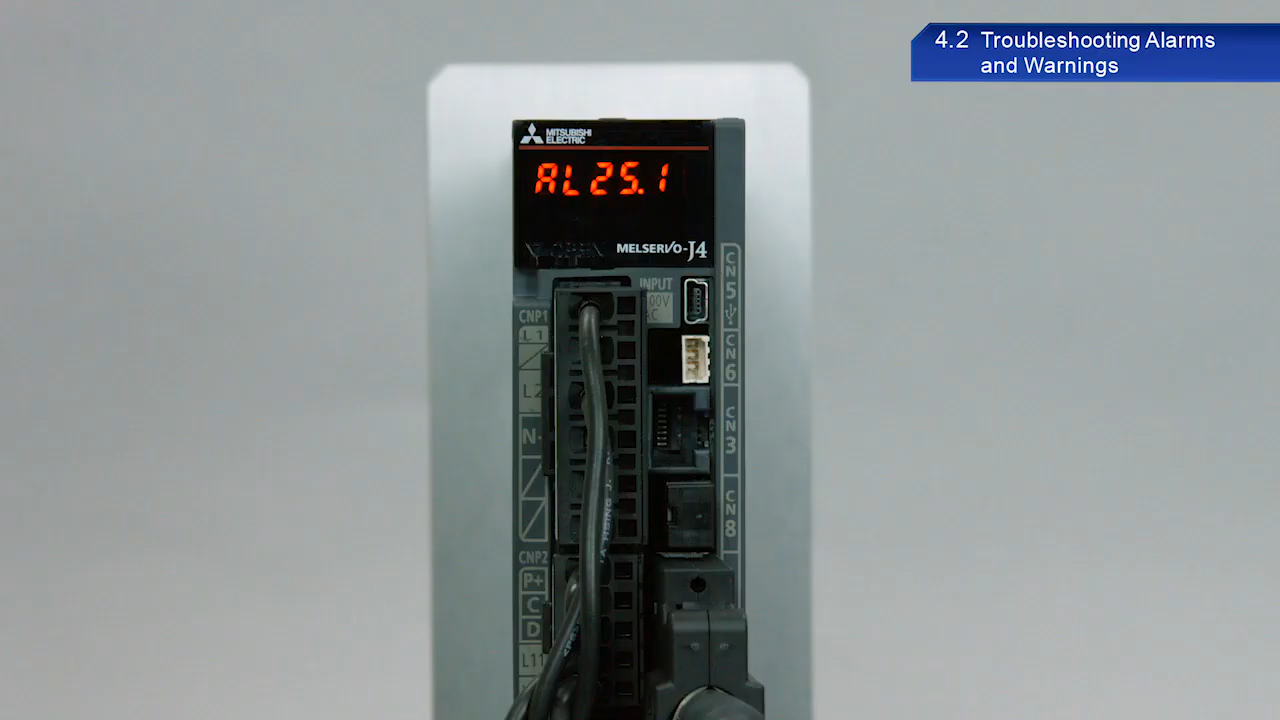 4.2 Troubleshooting Alarms
and Warnings
MITSUBISHI
ELECTRIC
AL25.1
MELSERVO-J4
INPUT
AC
CNP1
L1
L2
N-
CNP2
P+
C
D
L11
CN5
CN6
CN3
CN8